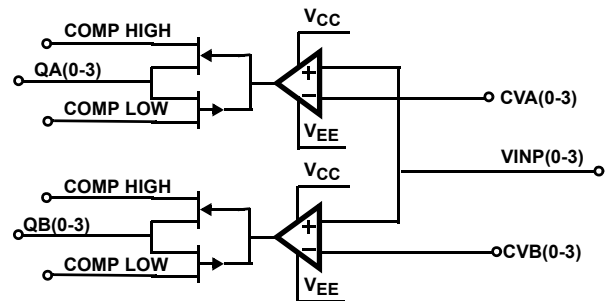 COMP HIGH
VCC
QA(0-3)
+
−
CVA(0-3)
COMP LOW
VEE
VINP(0-3)
COMP HIGH
VCC
QB(0-3)
+
−
CVB(0-3)
COMP LOW
VEE